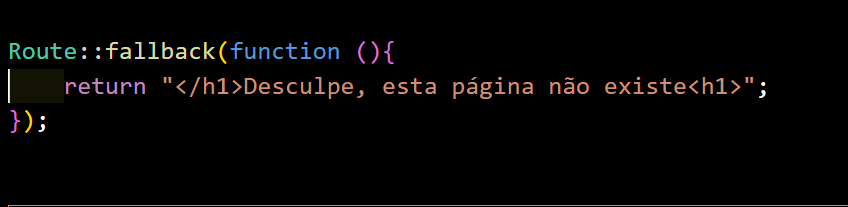 Route::fallback(function (){
    return "</h1>Desculpe, esta página não existe<h1>";
});